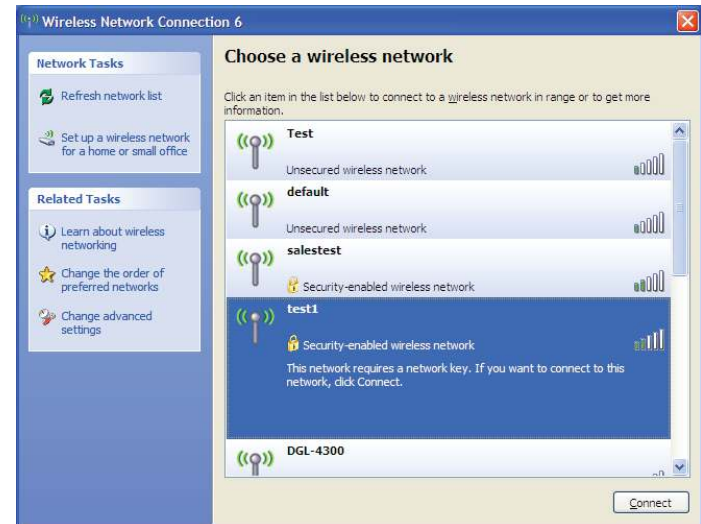 Wireless Network Connection 6
Network Tasks
Refresh network list
Set up a wireless network
for a home or small office
Related Tasks
Learn about wireless
networking
Change the order of
preferred networks
Change advanced
settings
Choose a wireless network
Click an item in the list below to connect to a wireless network in range or to get more
information.
Test
Unsecured wireless network
default
Unsecured wireless network
salestest
Security-enabled wireless network
test1
Security-enabled wireless network
This network requires a network key. If you want to connect to this
network, click Connect.
DGL-4300
Connect